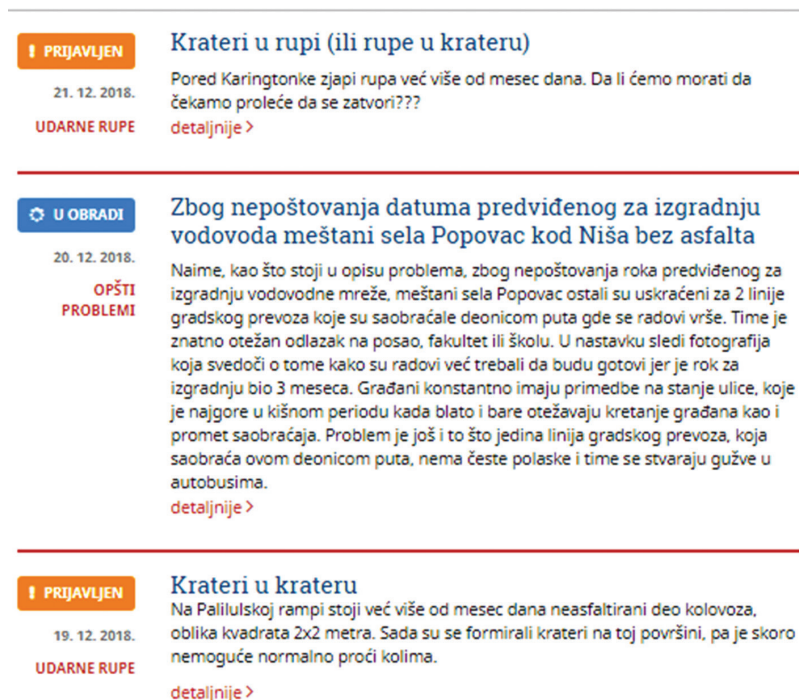 PRIJAVLJEN
21. 12. 2018.
UDARNE RUPE
Krateri u rupi (ili rupe u krateru)
Pored Karingtonke zjapi rupa već više od mesec dana. Da li ćemo morati da
čekamo proleće da se zatvori???
detaljnije >
U OBRADI
20. 12. 2018.
OPŠTI
PROBLEMI
Zbog nepoštovanja datuma predviđenog za izgradnju
vodovoda meštani sela Popovac kod Niša bez asfalta
Naime, kao što stoji u opisu problema, zbog nepoštovanja roka predviđenog za
izgradnju vodovodne mreže, meštani sela Popovac ostali su uskraćeni za 2 linije
gradskog prevoza koje su saobraćale deonicom puta gde se radovi vrše. Time je
znatno otežan odlazak na posao, fakultet ili školu. U nastavku sledi fotografija
koja svedoči o tome kako su radovi već trebali da budu gotovi jer je rok za
izgradnju bio 3 meseca. Građani konstantno imaju primedbe na stanje ulice, koje
je najgore u kišnom periodu kada blato i bare otežavaju kretanje građana kao i
promet saobraćaja. Problem je još i to što jedina linija gradskog prevoza, koja
saobraća ovom deonicom puta, nema česte polaske i time se stvaraju gužve u
autobusima.
detaljnije >
PRIJAVLJEN
19. 12. 2018.
UDARNE RUPE
Krateri u krateru
Na Palilulskoj rampi stoji već više od mesec dana neasfaltirani deo kolovoza,
oblika kvadrata 2x2 metra. Sada su se formirali krateri na toj površini, pa je skoro
nemoguće normalno proći kolima.
detaljnije >